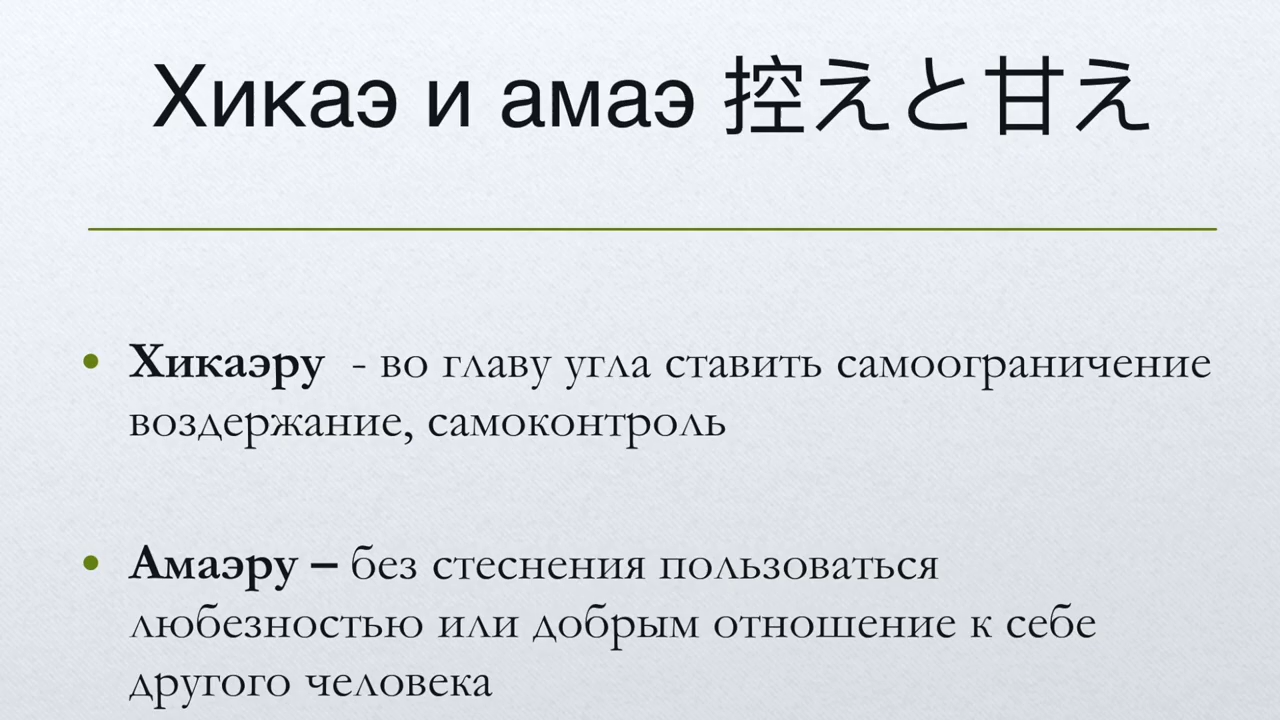 Хикаэ и амаэ 控えと甘え
• Хикаэру - во главу угла ставить самоограничение
воздержание, самоконтроль
• Амаэру – без стеснения пользоваться
любезностью или добрым отношение к себе
другого человека